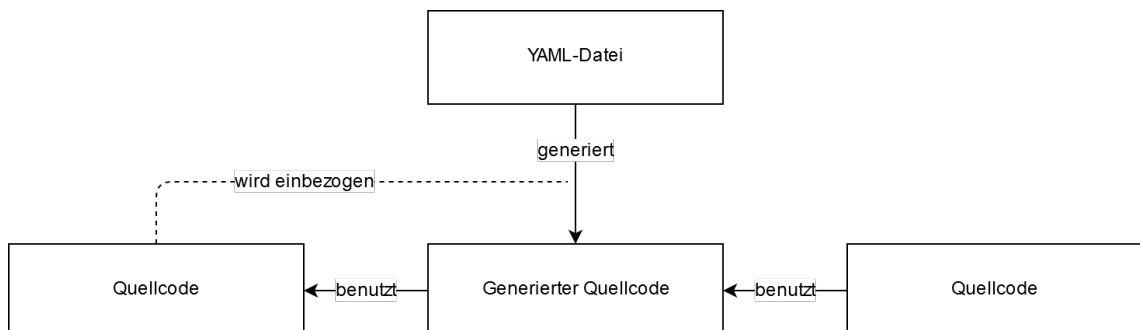 YAML-Datei
generiert
wird einbezogen
Quellcode
benutzt
Generierter Quellcode
benutzt
Quellcode